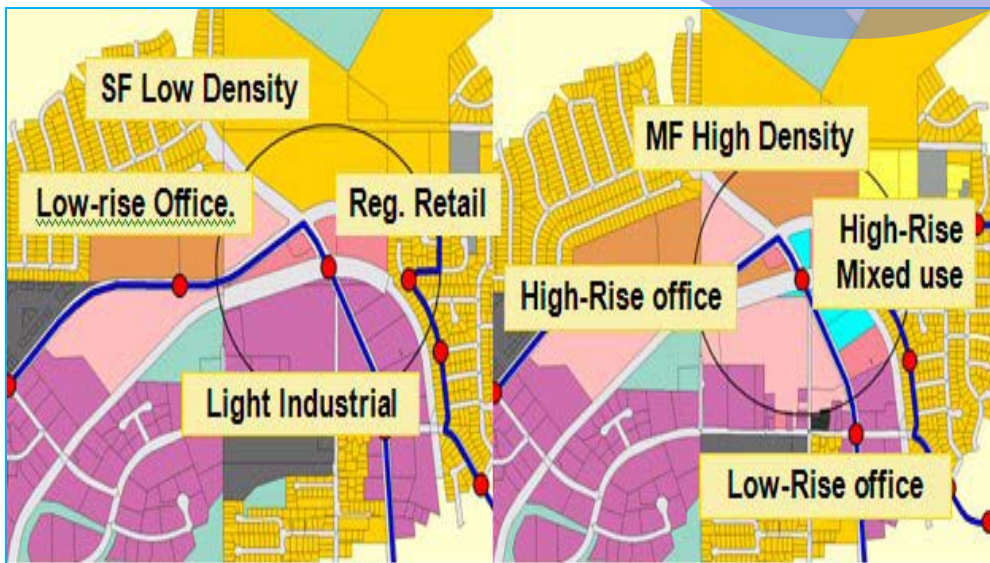 SF Low Density
Low-rise Office.
Reg. Retail
Light Industrial
MF High Density
High-Rise
Mixed use
High-Rise office
Low-Rise office